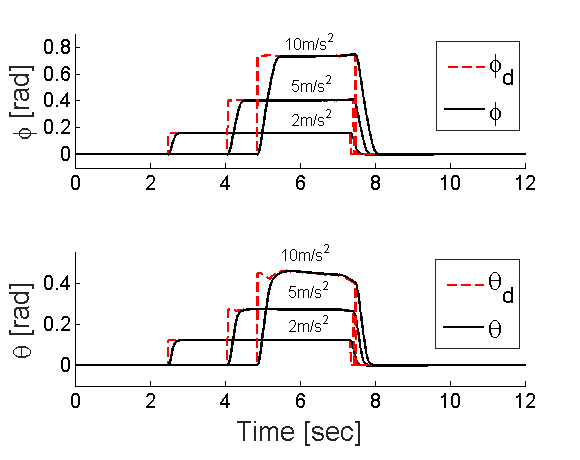 ϕ [rad]
0.8
0.6
0.4
0.2
0
10m/s²
5m/s²
2m/s²
ϕd
ϕ
0 2 4 6 8 10 12
θ [rad]
0.4
0.2
0
10m/s²
5m/s²
2m/s²
θd
θ
0 2 4 6 8 10 12
Time [sec]